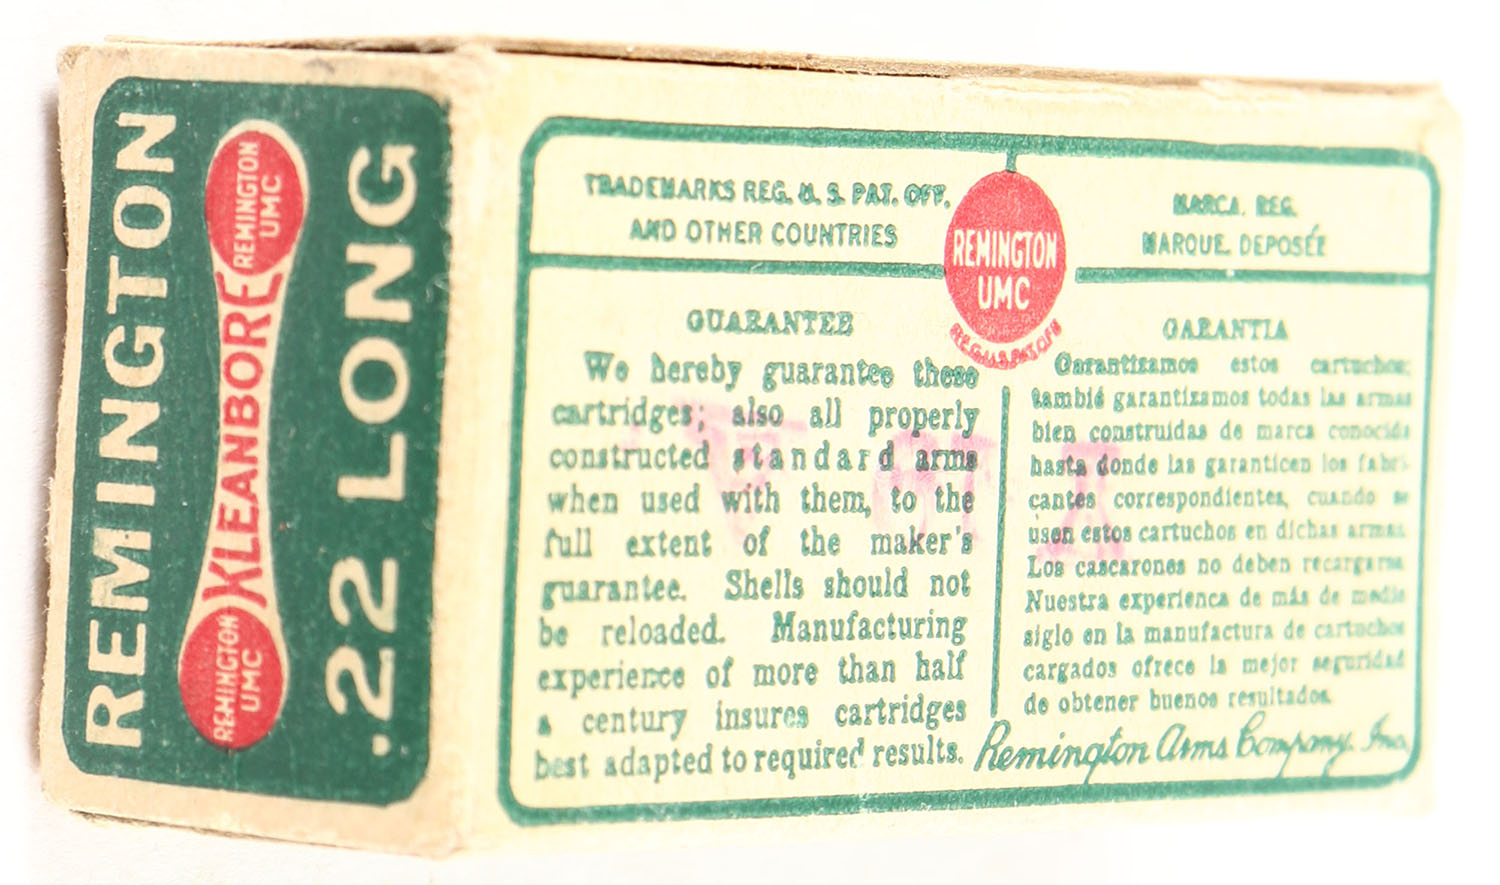 REMINGTON
REMINGTON
UMC
KLEANBORE
REMINGTON
UMC
.22 LONG
TRADEMARKS REG. U. S. PAT. OFF.
AND OTHER COUNTRIES
REMINGTON
UMC
REG.U.S.PAT.OFF.
MARCA. REG.
MARQUE. DEPOSÉE
GUARANTEE
We hereby guarantee these
cartridges; also all properly
constructed standard arms
when used with them, to the
full extent of the maker's
guarantee. Shells should not
be reloaded. Manufacturing
experience of more than half
a century insures cartridges
best adapted to required results.
GARANTIA
Garantizamos estos cartuchos;
tambié garantizamos todas las armas
bien construidas de marca conocida
hasta donde las garanticen los fabri-
cantes correspondientes, cuando se
usen estos cartuchos en dichas armas.
Los cascarones no deben recargarse
Nuestra experienca de más de medio
siglo en la manufactura de cartuchos
cargados ofrece la mejor seguridad
de obtener buenos resultados.
Remington Arms Company. Inc.